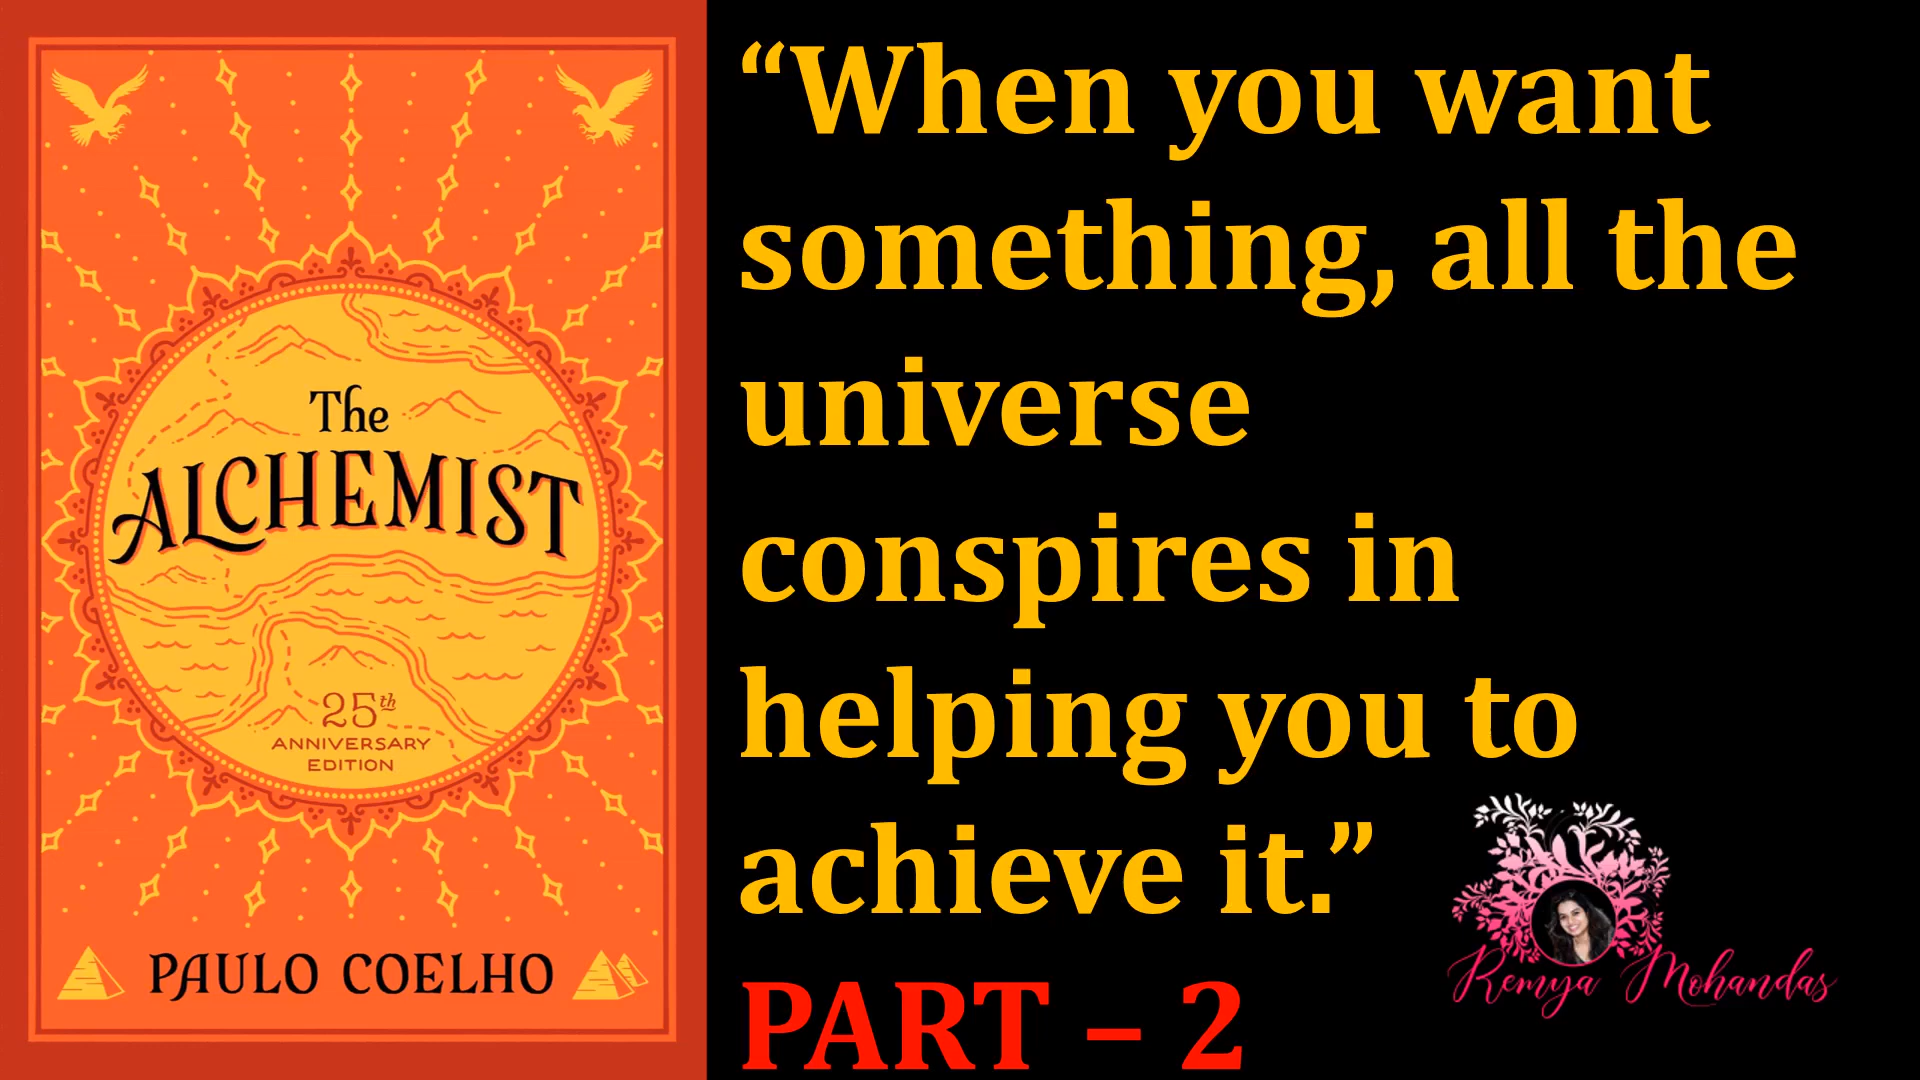 The
ALCHEMIST
25th
ANNIVERSARY
EDITION
PAULO COELHO
“When you want
something, all the
universe
conspires in
helping you to
achieve it.”
PART – 2
Remya Mohandas